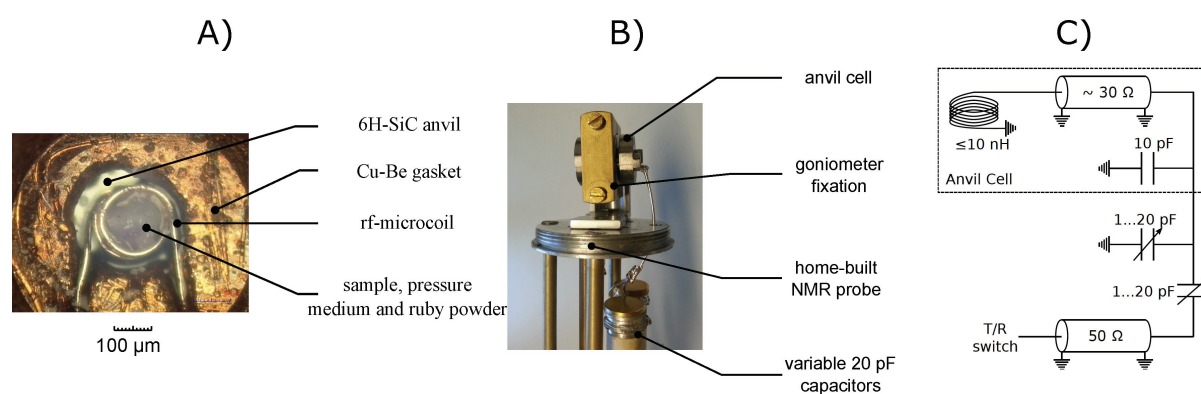 A)
6H-SiC anvil
Cu-Be gasket
rf-microcoil
sample, pressure
medium and ruby powder
100 µm
B)
anvil cell
goniometer
fixation
home-built
NMR probe
variable 20 pF
capacitors
C)
~ 30 Ω
≤10 nH
10 pF
Anvil Cell
1...20 pF
1...20 pF
T/R
switch
50 Ω